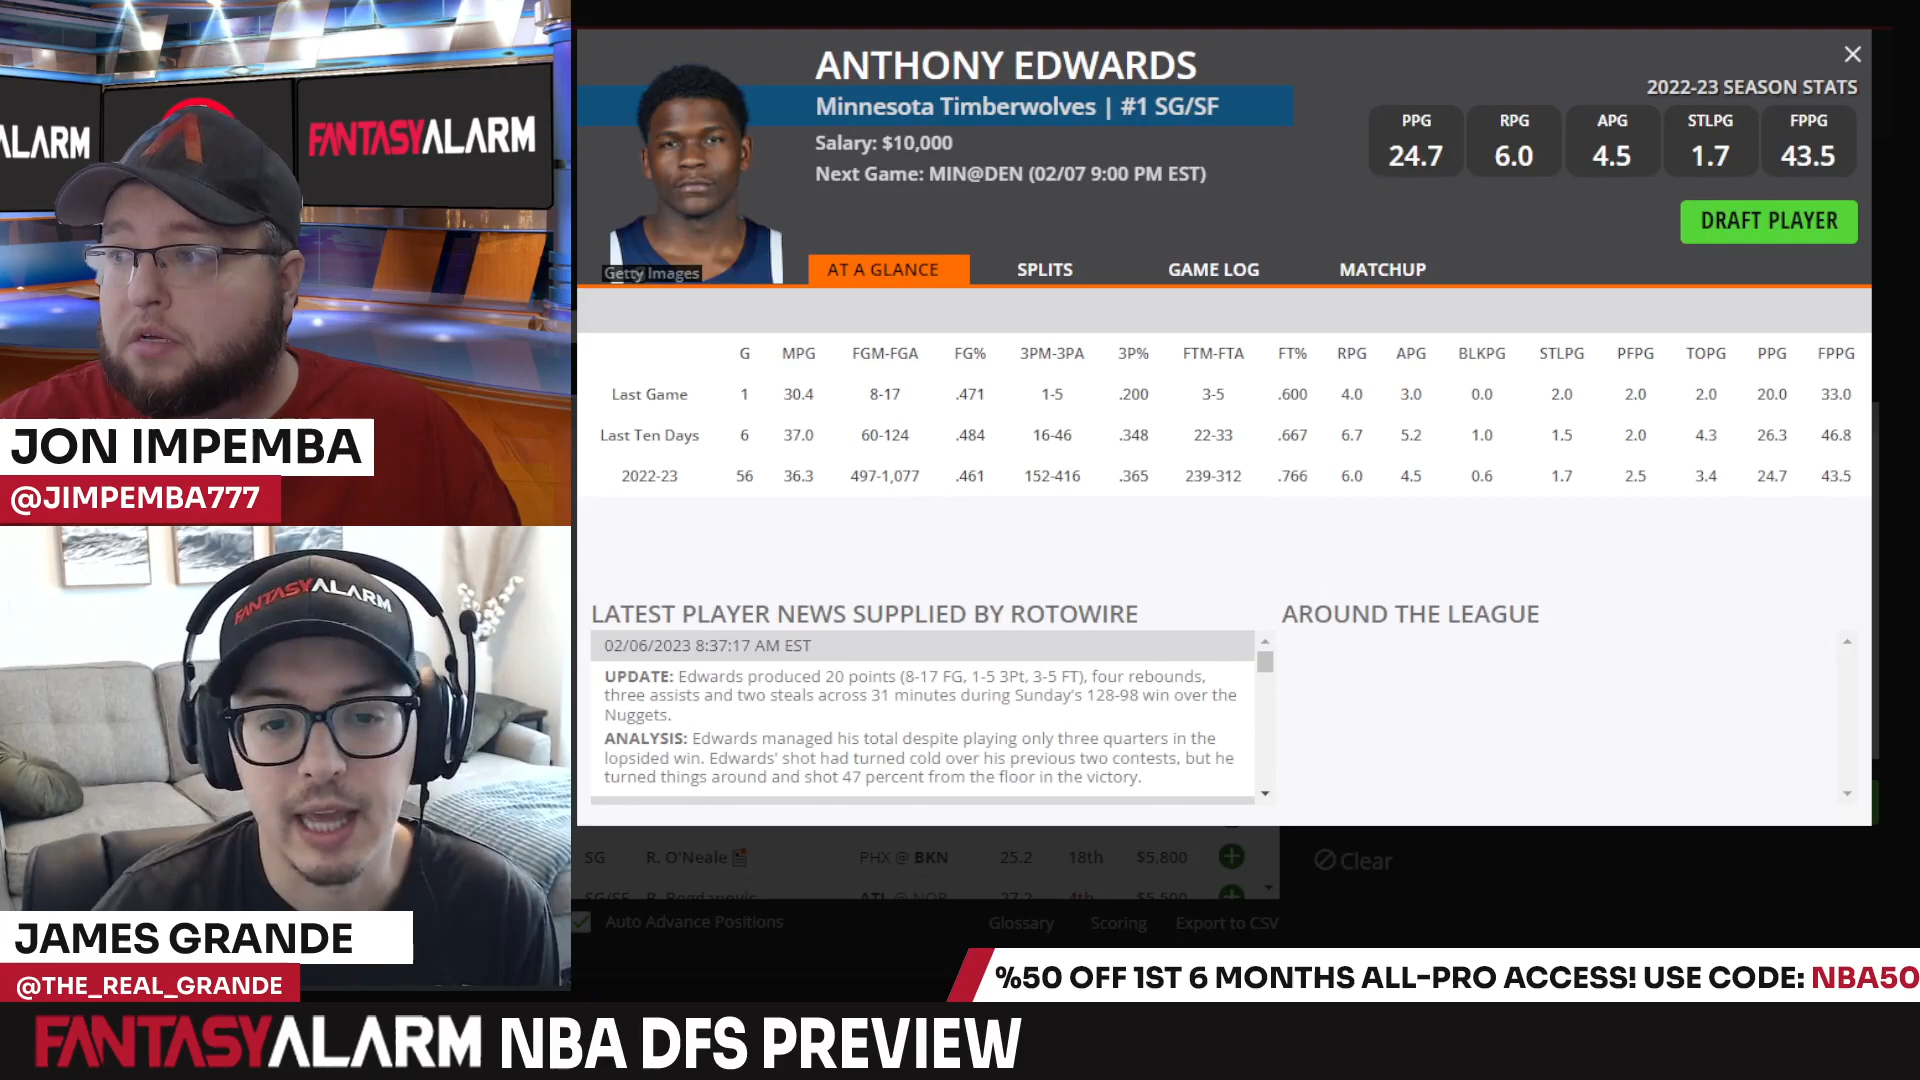 ALARM
FANTASYALARM
JON IMPEMBA
@JIMPEMBA777
FANTASYALARM
JAMES GRANDE
@THE_REAL_GRANDE
ANTHONY EDWARDS
Minnesota Timberwolves | #1 SG/SF
Salary: $10,000
Next Game: MIN@DEN (02/07 9:00 PM EST)
Getty Images
2022-23 SEASON STATS
PPG RPG APG STLPG FPPG
24.7 6.0 4.5 1.7 43.5
DRAFT PLAYER
AT A GLANCE SPLITS GAME LOG MATCHUP
G MPG FGM-FGA FG% 3PM-3PA 3P% FTM-FTA FT% RPG APG BLKPG STLPG PFPG TOPG PPG FPPG
Last Game 1 30.4 8-17 .471 1-5 .200 3-5 .600 4.0 3.0 0.0 2.0 2.0 2.0 20.0 33.0
Last Ten Days 6 37.0 60-124 .484 16-46 .348 22-33 .667 6.7 5.2 1.0 1.5 2.0 4.3 26.3 46.8
2022-23 56 36.3 497-1,077 .461 152-416 .365 239-312 .766 6.0 4.5 0.6 1.7 2.5 3.4 24.7 43.5
LATEST PLAYER NEWS SUPPLIED BY ROTOWIRE
02/06/2023 8:37:17 AM EST
UPDATE: Edwards produced 20 points (8-17 FG, 1-5 3Pt, 3-5 FT), four rebounds,
three assists and two steals across 31 minutes during Sunday's 128-98 win over the
Nuggets.
ANALYSIS: Edwards managed his total despite playing only three quarters in the
lopsided win. Edwards' shot had turned cold over his previous two contests, but he
turned things around and shot 47 percent from the floor in the victory.
AROUND THE LEAGUE
SG R. O'Neale PHX @ BKN 25.2 18th $5,800
SG/SF B. Bogdanovic ATL @ NOP 27.2 4th $5,500
Clear
Auto Advance Positions Glossary Scoring Export to CSV
%50 OFF 1ST 6 MONTHS ALL-PRO ACCESS! USE CODE: NBA50
FANTASYALARM NBA DFS PREVIEW